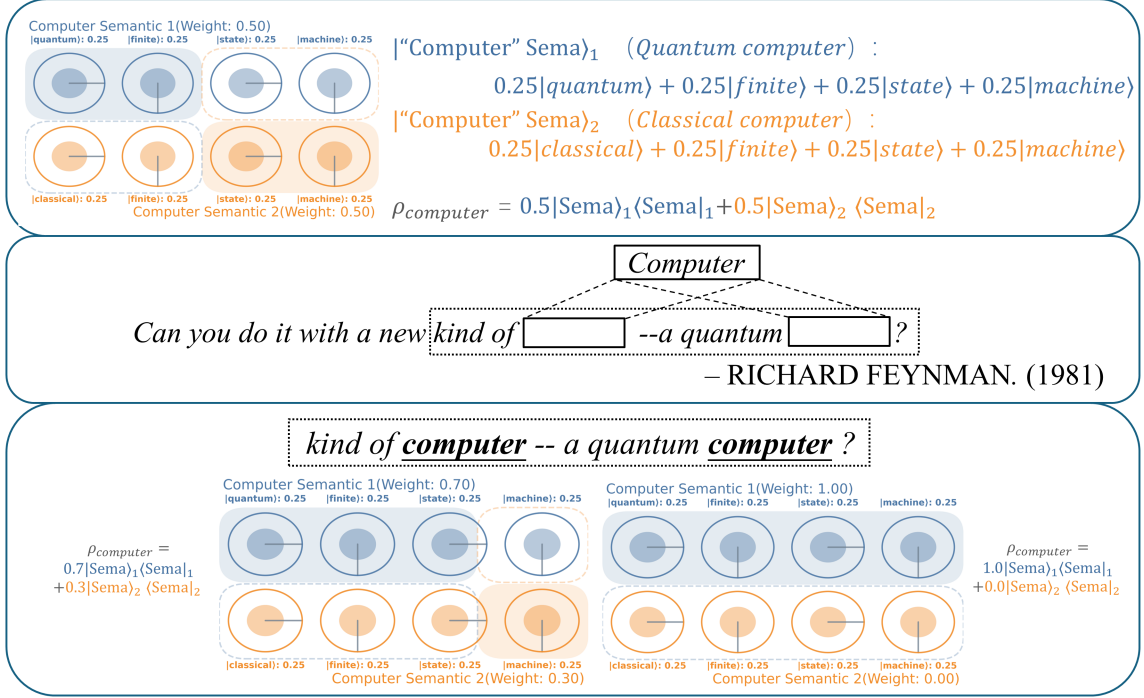 Computer Semantic 1(Weight: 0.50)
|quantum⟩: 0.25 |finite⟩: 0.25 |state⟩: 0.25 |machine⟩: 0.25
|classical⟩: 0.25 |finite⟩: 0.25 |state⟩: 0.25 |machine⟩: 0.25
Computer Semantic 2(Weight: 0.50)
|“Computer” Sema⟩₁ (Quantum computer) :
0.25|quantum⟩ + 0.25|finite⟩ + 0.25|state⟩ + 0.25|machine⟩
|“Computer” Sema⟩₂ (Classical computer) :
0.25|classical⟩ + 0.25|finite⟩ + 0.25|state⟩ + 0.25|machine⟩
ρ_computer = 0.5|Sema⟩₁⟨Sema|₁+0.5|Sema⟩₂ ⟨Sema|₂
Computer
Can you do it with a new kind of --a quantum ?
– RICHARD FEYNMAN. (1981)
kind of computer -- a quantum computer ?
ρ_computer =
0.7|Sema⟩₁⟨Sema|₁
+0.3|Sema⟩₂ ⟨Sema|₂
Computer Semantic 1(Weight: 0.70)
|quantum⟩: 0.25 |finite⟩: 0.25 |state⟩: 0.25 |machine⟩: 0.25
|classical⟩: 0.25 |finite⟩: 0.25 |state⟩: 0.25 |machine⟩: 0.25
Computer Semantic 2(Weight: 0.30)
Computer Semantic 1(Weight: 1.00)
|quantum⟩: 0.25 |finite⟩: 0.25 |state⟩: 0.25 |machine⟩: 0.25
|classical⟩: 0.25 |finite⟩: 0.25 |state⟩: 0.25 |machine⟩: 0.25
Computer Semantic 2(Weight: 0.00)
ρ_computer =
1.0|Sema⟩₁⟨Sema|₁
+0.0|Sema⟩₂ ⟨Sema|₂